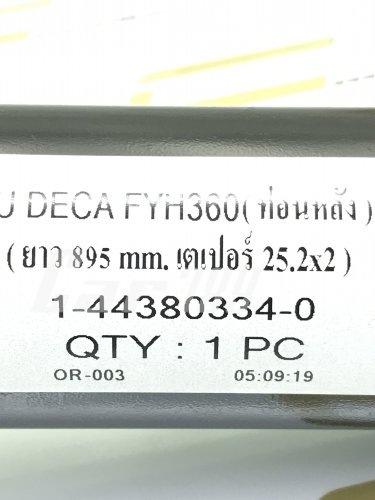 U DECA FYH360(ท่อนหลัง)
( ยาว 895 mm. เตเปอร์ 25.2x2 )
1-44380334-0
QTY : 1 PC
OR-003 05:09:19